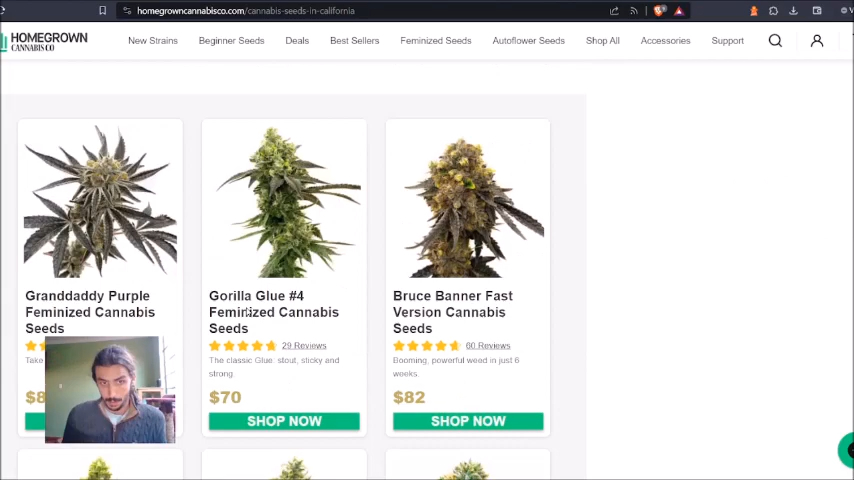 homegrowncannabisco.com/cannabis-seeds-in-california
HOMEGROWN
CANNABIS CO
New Strains
Beginner Seeds
Deals
Best Sellers
Feminized Seeds
Autoflower Seeds
Shop All
Accessories
Support
Granddaddy Purple
Feminized Cannabis
Seeds
Take
$8
Gorilla Glue #4
Feminized Cannabis
Seeds
29 Reviews
The classic Glue: stout, sticky and
strong.
$70
SHOP NOW
Bruce Banner Fast
Version Cannabis
Seeds
60 Reviews
Booming, powerful weed in just 6
weeks.
$82
SHOP NOW